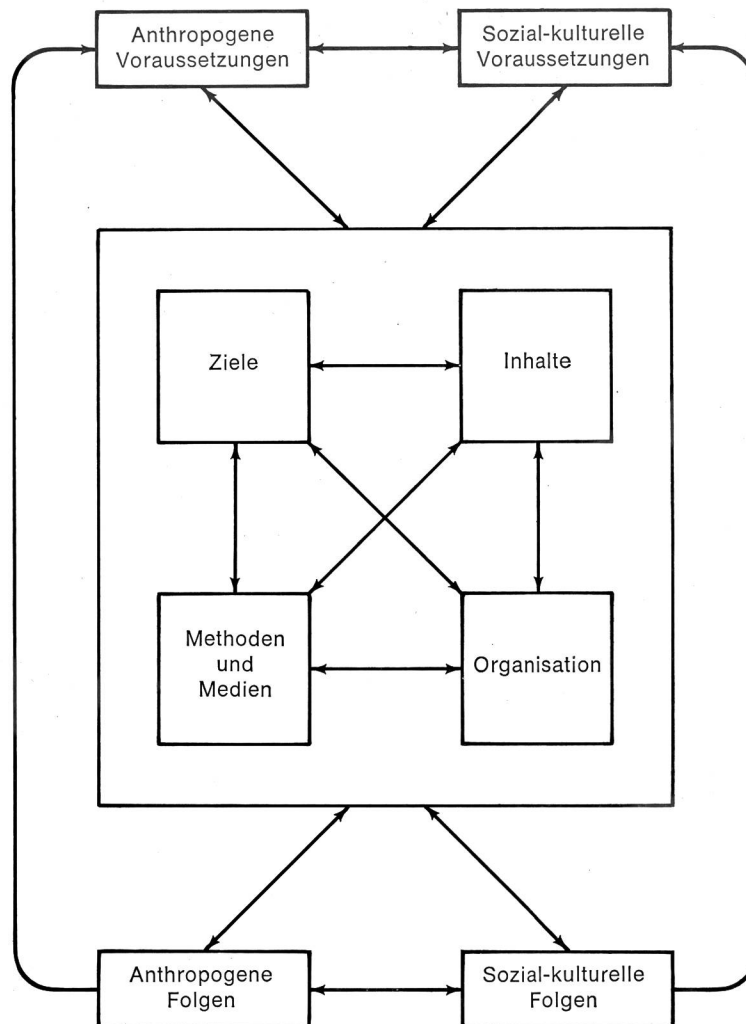 Anthropogene
Voraussetzungen
Sozial-kulturelle
Voraussetzungen
Ziele
Inhalte
Methoden
und
Medien
Organisation
Anthropogene
Folgen
Sozial-kulturelle
Folgen